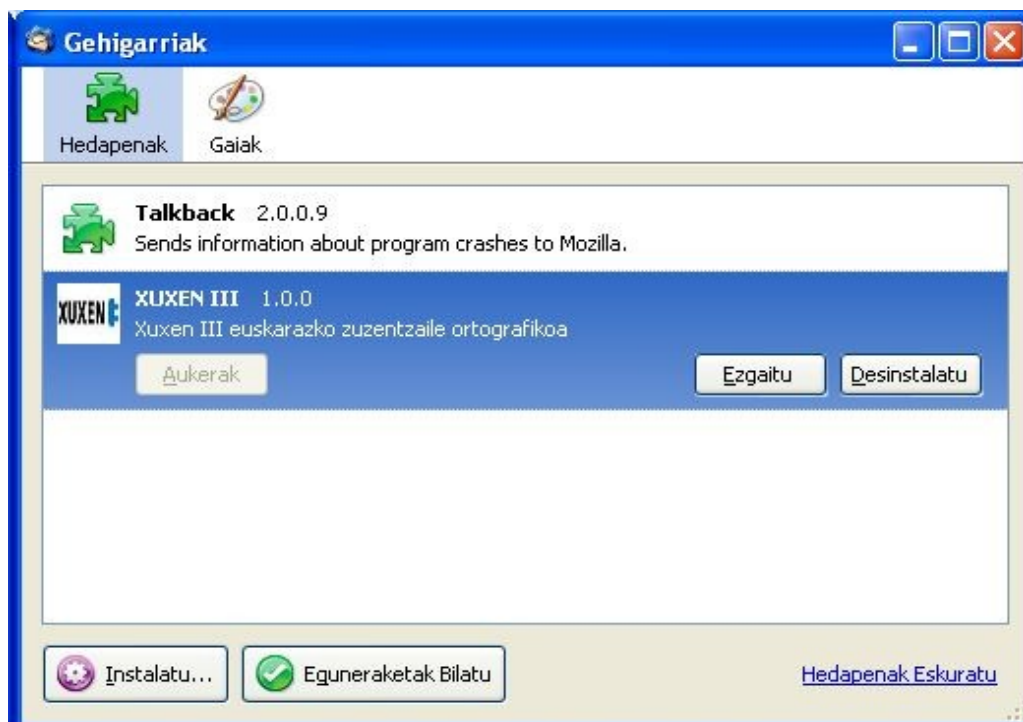 Gehigarriak
Hedapenak Gaiak
Talkback 2.0.0.9
Sends information about program crashes to Mozilla.
XUXEN
XUXEN III 1.0.0
Xuxen III euskarazko zuzentzaile ortografikoa
Aukerak Ezgaitu Desinstalatu
Instalatu... Eguneraketak Bilatu Hedapenak Eskuratu